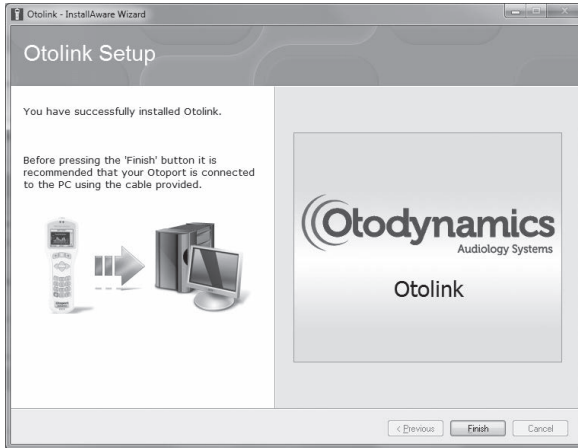 Otolink - InstallAware Wizard
Otolink Setup
You have successfully installed Otolink.
Before pressing the 'Finish' button it is
recommended that your Otoport is connected
to the PC using the cable provided.
Otodynamics
Audiology Systems
Otolink
< Previous
Finish
Cancel